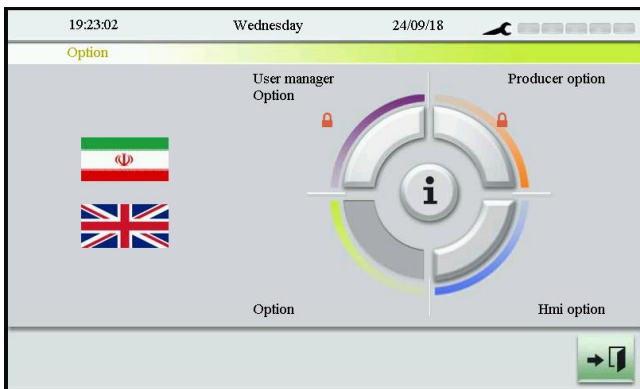 19:23:02 Wednesday 24/09/18
Option
User manager
Option
Producer option
i
Option
Hmi option